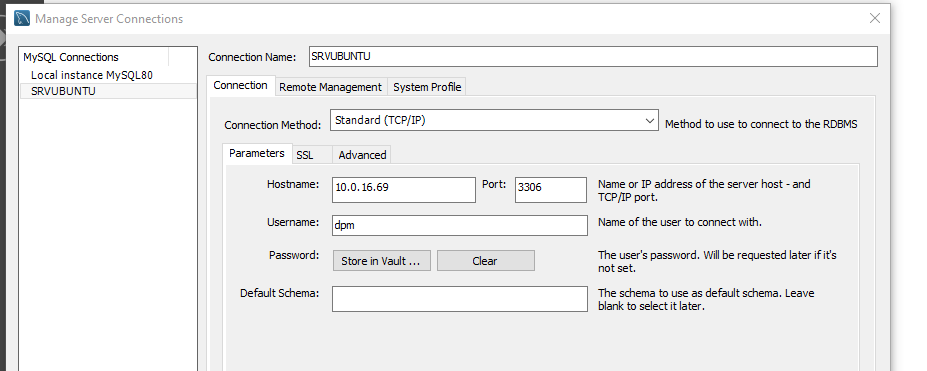 Manage Server Connections
MySQL Connections
Local instance MySQL80
SRVUBUNTU
Connection Name:
SRVUBUNTU
Connection
Remote Management
System Profile
Connection Method:
Standard (TCP/IP)
Method to use to connect to the RDBMS
Parameters
SSL
Advanced
Hostname:
10.0.16.69
Port:
3306
Name or IP address of the server host - and
TCP/IP port.
Username:
dpm
Name of the user to connect with.
Password:
Store in Vault ...
Clear
The user's password. Will be requested later if it's
not set.
Default Schema:
The schema to use as default schema. Leave
blank to select it later.